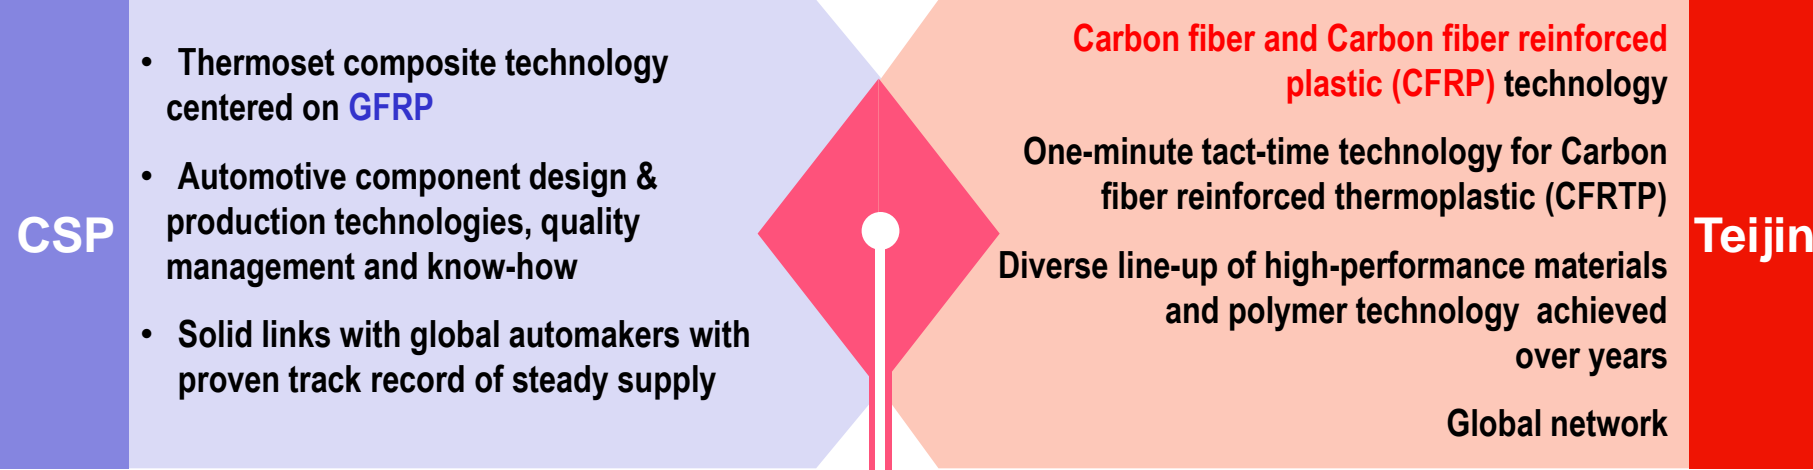 CSP
• Thermoset composite technology
centered on GFRP
• Automotive component design &
production technologies, quality
management and know-how
• Solid links with global automakers with
proven track record of steady supply
Carbon fiber and Carbon fiber reinforced
plastic (CFRP) technology
One-minute tact-time technology for Carbon
fiber reinforced thermoplastic (CFRTP)
Diverse line-up of high-performance materials
and polymer technology achieved
over years
Global network
Teijin